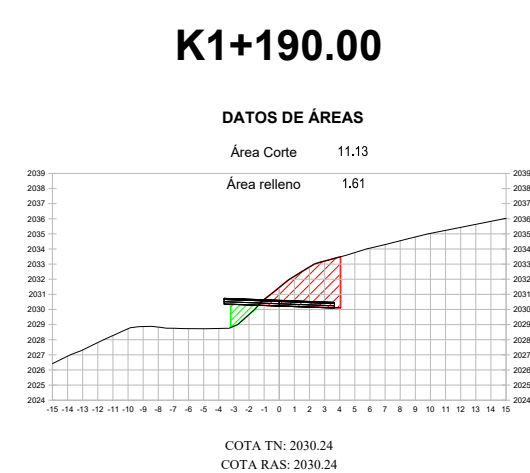 K1+190.00
DATOS DE ÁREAS
Área Corte 11.13
Área relleno 1.61
2039 2039
2038 2038
2037 2037
2036 2036
2035 2035
2034 2034
2033 2033
2032 2032
2031 2031
2030 2030
2029 2029
2028 2028
2027 2027
2026 2026
2025 2025
2024 2024
-15 -14 -13 -12 -11 -10 -9 -8 -7 -6 -5 -4 -3 -2 -1 0 1 2 3 4 5 6 7 8 9 10 11 12 13 14 15
COTA TN: 2030.24
COTA RAS: 2030.24